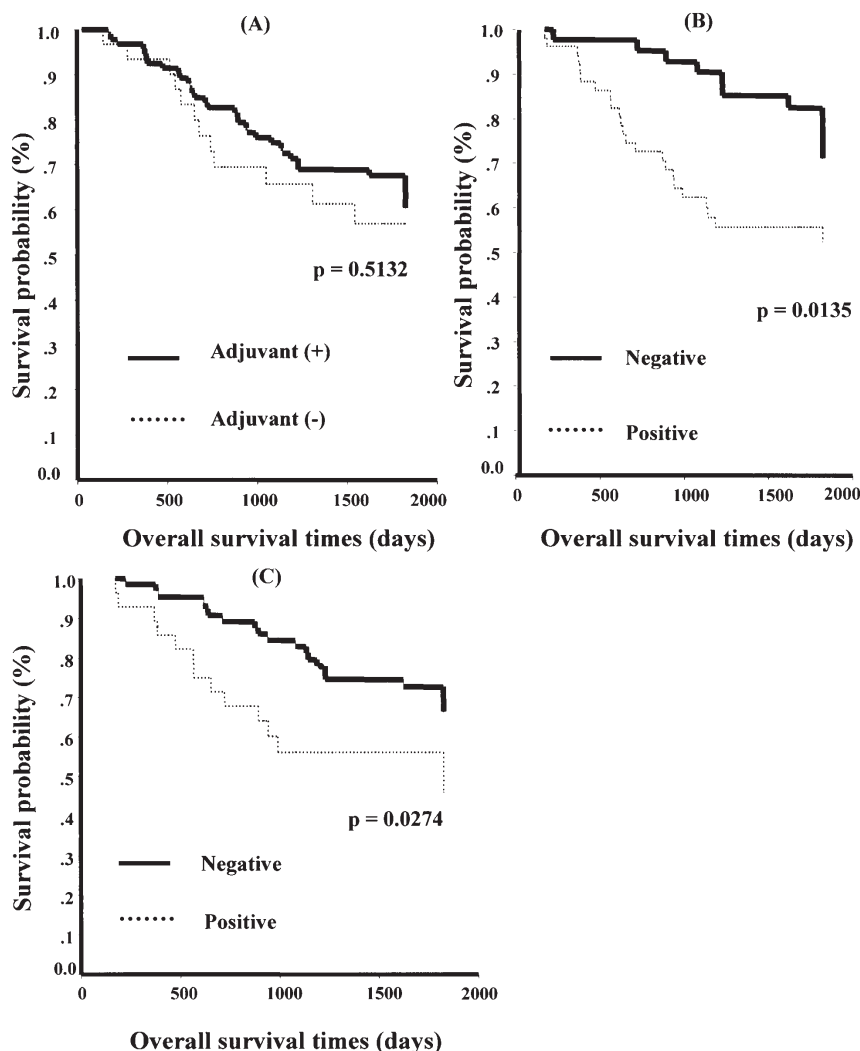 (A)
Survival probability (%)
1.0
.9
.8
.7
.6
.5
.4
.3
.2
.1
0.0
p = 0.5132
Adjuvant (+)
Adjuvant (-)
500
1000
1500
2000
Overall survival times (days)
(B)
Survival probability (%)
1.0
.9
.8
.7
.6
.5
.4
.3
.2
.1
0.0
p = 0.0135
Negative
Positive
0
500
1000
1500
2000
Overall survival times (days)
(C)
Survival probability (%)
1.0
.9
.8
.7
.6
.5
.4
.3
.2
.1
0.0
p = 0.0274
Negative
Positive
0
500
1000
1500
2000
Overall survival times (days)